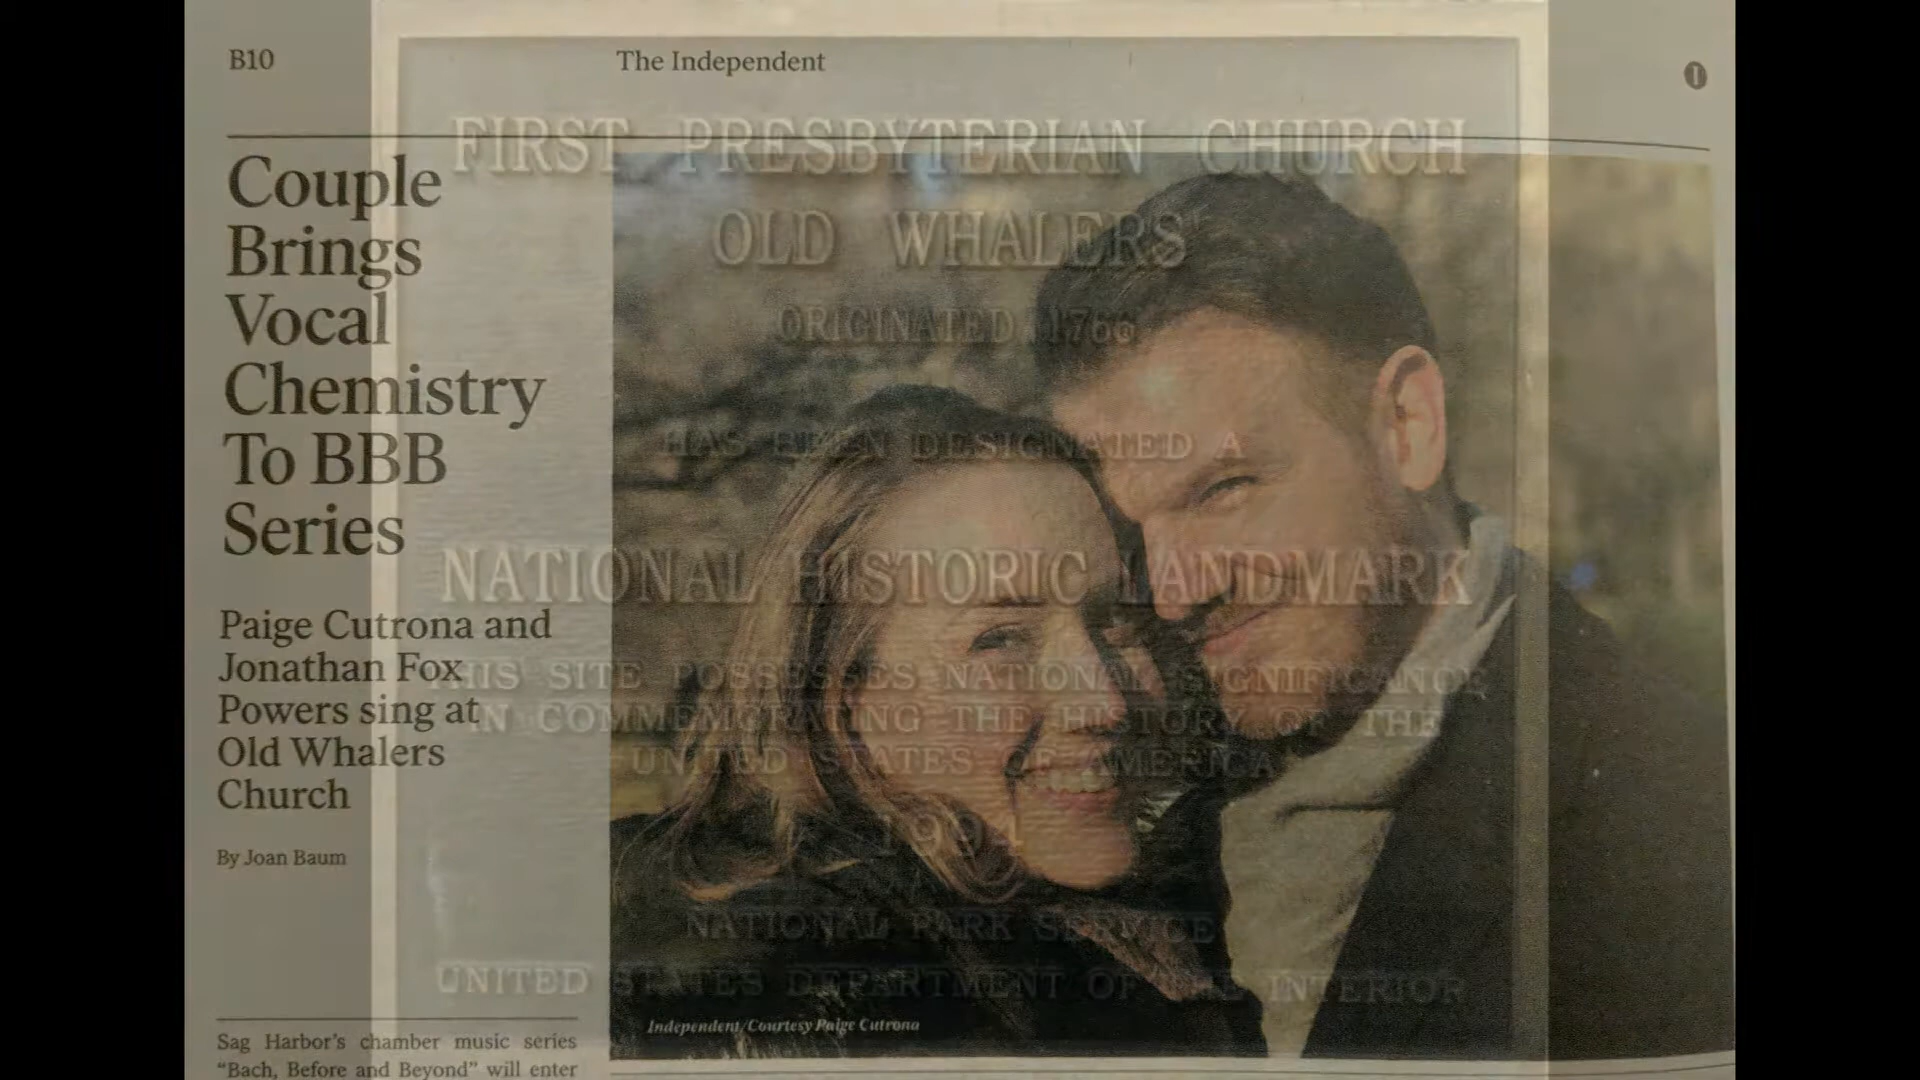 B10
The Independent
FIRST PRESBYTERIAN CHURCH
OLD WHALERS'
ORIGINATED 1766
HAS BEEN DESIGNATED A
NATIONAL HISTORIC LANDMARK
THIS SITE POSSESSES NATIONAL SIGNIFICANCE
IN COMMEMORATING THE HISTORY OF THE
UNITED STATES OF AMERICA
1994
NATIONAL PARK SERVICE
UNITED STATES DEPARTMENT OF THE INTERIOR
Couple
Brings
Vocal
Chemistry
To BBB
Series
Paige Cutrona and
Jonathan Fox
Powers sing at
Old Whalers
Church
By Joan Baum
Independent/Courtesy Paige Cutrona
Sag Harbor's chamber music series
“Bach, Before and Beyond” will enter